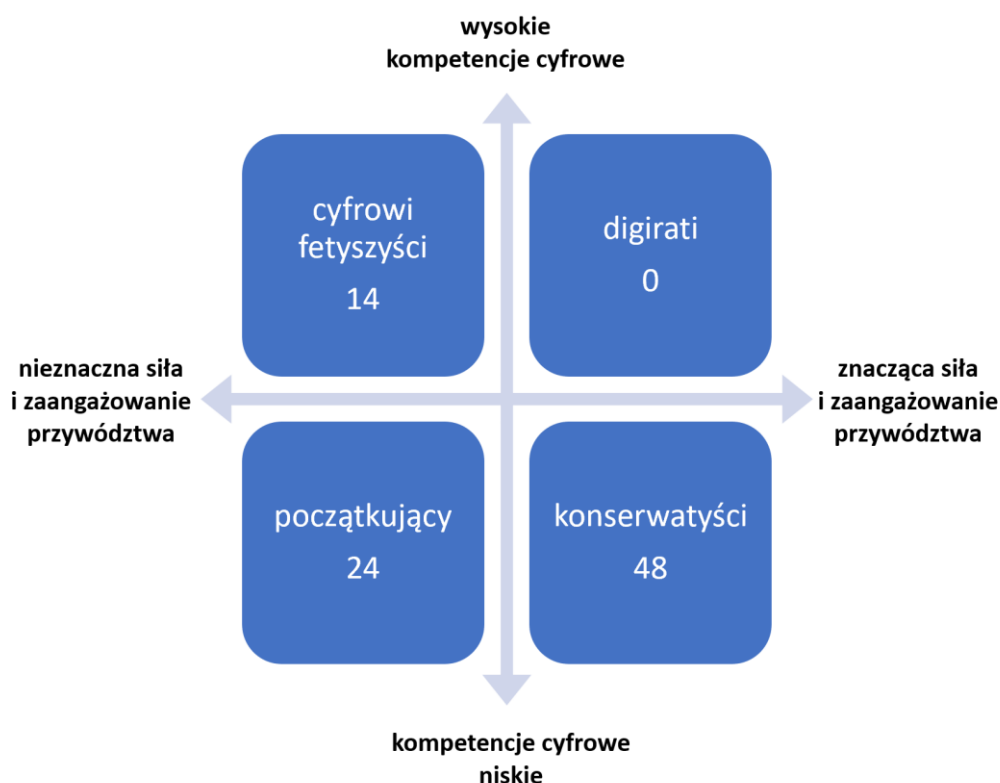 wysokie
kompetencje cyfrowe
cyfrowi
fetyszyści
14
digirati
0
nieznaczna siła
i zaangażowanie
przywództwa
znacząca siła
i zaangażowanie
przywództwa
początkujący
24
konserwatyści
48
kompetencje cyfrowe
niskie